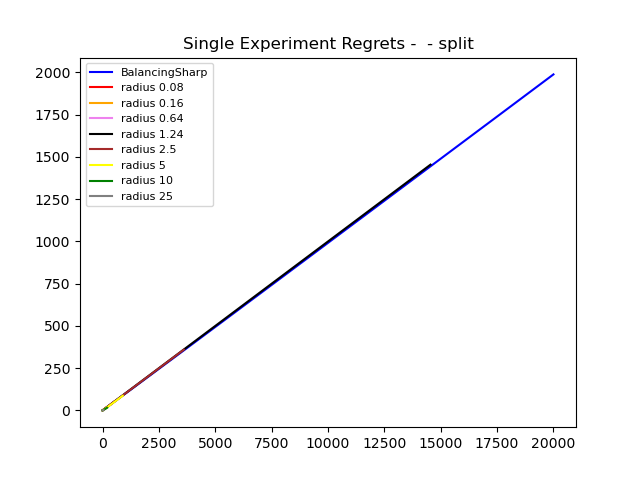 Single Experiment Regrets -  - split
BalancingSharp
radius 0.08
radius 0.16
radius 0.64
radius 1.24
radius 2.5
radius 5
radius 10
radius 25
2000
1750
1500
1250
1000
750
500
250
0
0 2500 5000 7500 10000 12500 15000 17500 20000